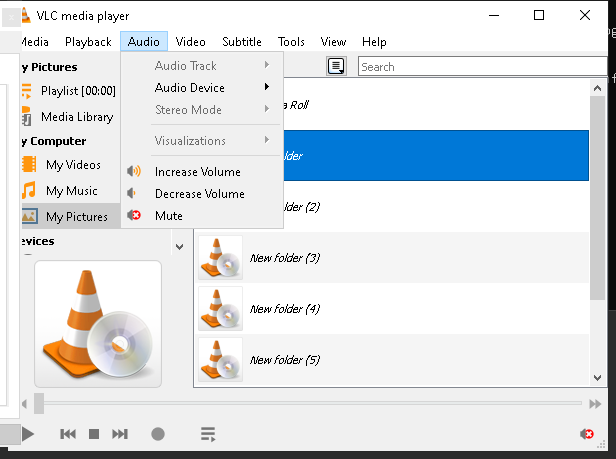 VLC media player
Media Playback Audio Video Subtitle Tools View Help
y Pictures
Playlist [00:00]
Media Library
y Computer
My Videos
My Music
My Pictures
evices
Audio Track
Audio Device
Stereo Mode
Visualizations
Increase Volume
Decrease Volume
Mute
Search
a Roll
lder
lder (2)
New folder (3)
New folder (4)
New folder (5)